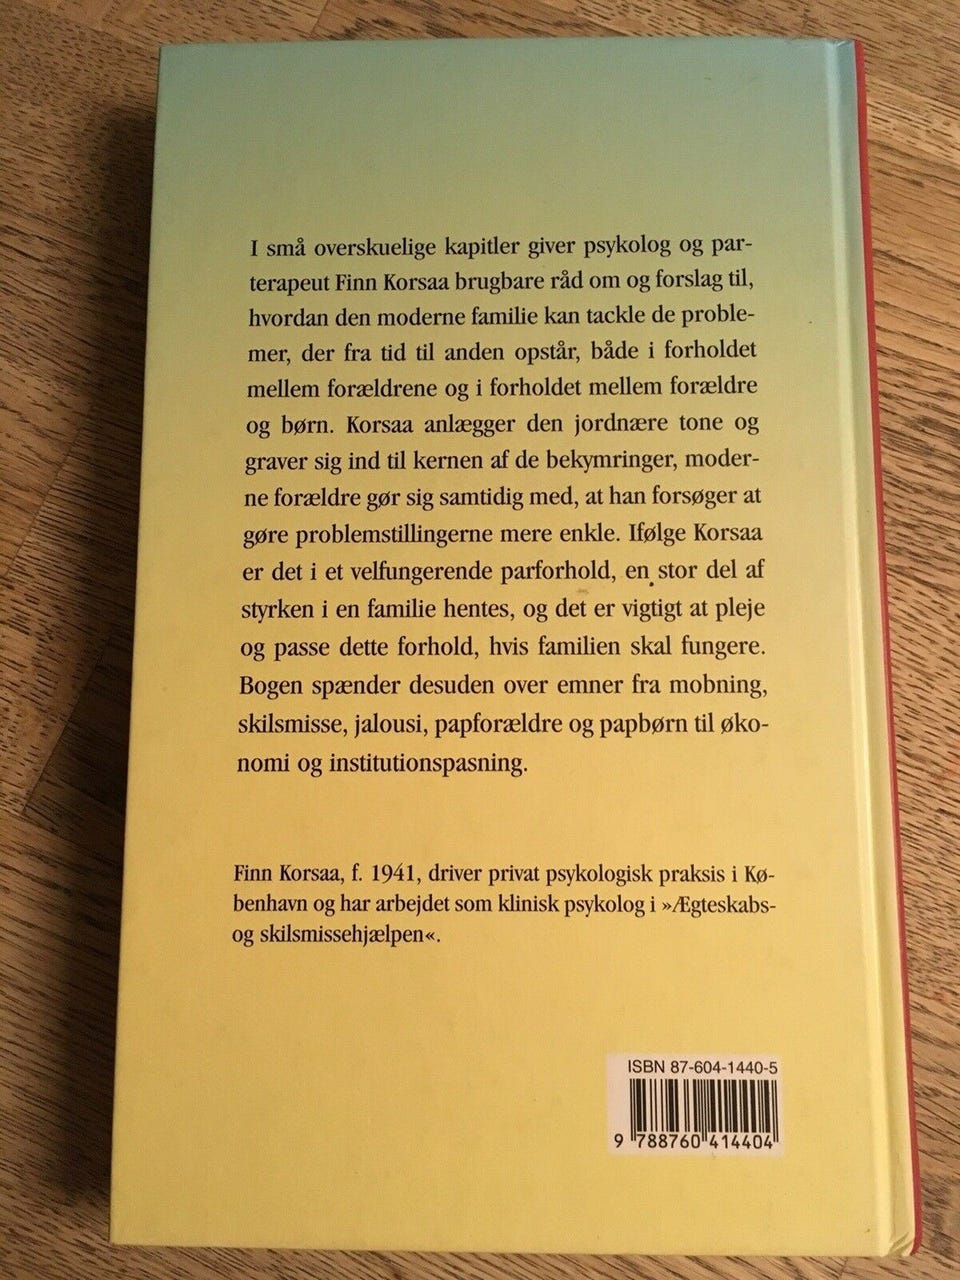 I små overskuelige kapitler giver psykolog og par-
terapeut Finn Korsaa brugbare råd om og forslag til,
hvordan den moderne familie kan tackle de proble-
mer, der fra tid til anden opstår, både i forholdet
mellem forældrene og i forholdet mellem forældre
og børn. Korsaa anlægger den jordnære tone og
graver sig ind til kernen af de bekymringer, moder-
ne forældre gør sig samtidig med, at han forsøger at
gøre problemstillingerne mere enkle. Ifølge Korsaa
er det i et velfungerende parforhold, en stor del af
styrken i en familie hentes, og det er vigtigt at pleje
og passe dette forhold, hvis familien skal fungere.
Bogen spænder desuden over emner fra mobning,
skilsmisse, jalousi, papforældre og papbørn til øko-
nomi og institutionspasning.
Finn Korsaa, f. 1941, driver privat psykologisk praksis i Kø-
benhavn og har arbejdet som klinisk psykolog i »Ægteskabs-
og skilsmissehjælpen«.
ISBN 87-604-1440-5
9 788760 414404